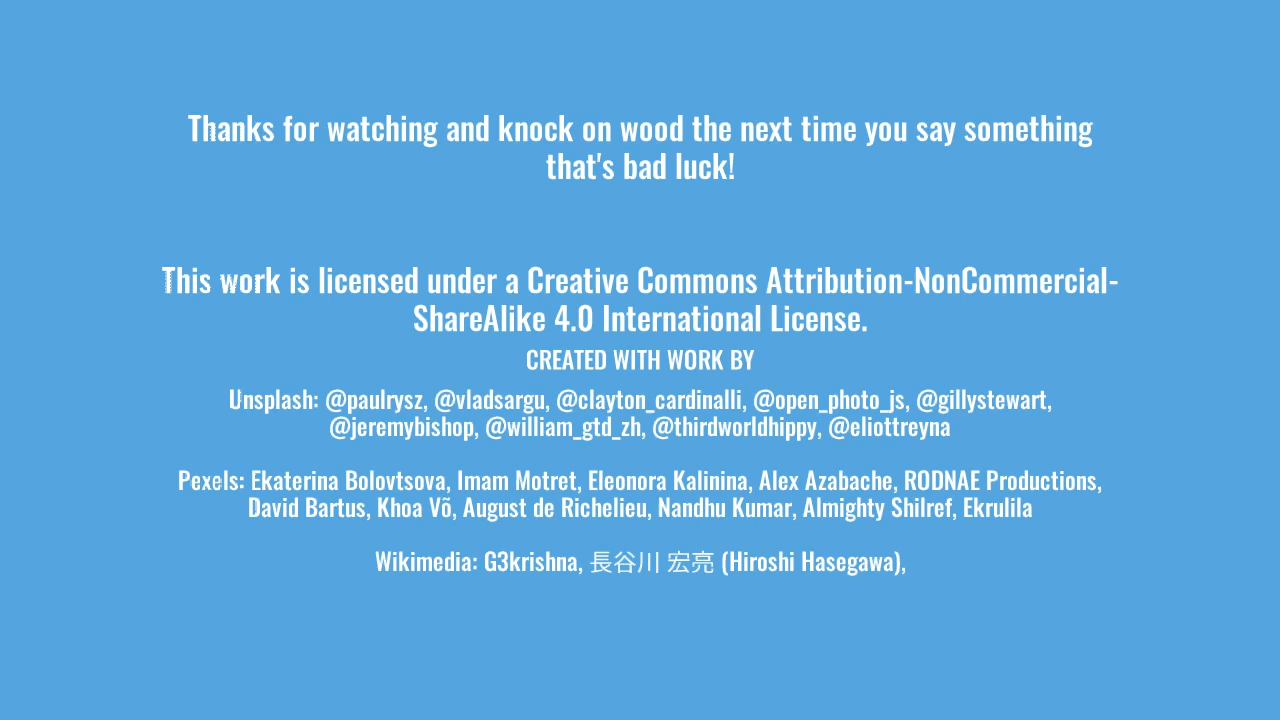 Thanks for watching and knock on wood the next time you say something
that's bad luck!
This work is licensed under a Creative Commons Attribution-NonCommercial-
ShareAlike 4.0 International License.
CREATED WITH WORK BY
Unsplash: @paulrysz, @vladsargu, @clayton_cardinalli, @open_photo_js, @gillystewart,
@jeremybishop, @william_gtd_zh, @thirdworldhippy, @eliottreyna
Pexels: Ekaterina Bolovtsova, Imam Motret, Eleonora Kalinina, Alex Azabache, RODNAE Productions,
David Bartus, Khoa Võ, August de Richelieu, Nandhu Kumar, Almighty Shilref, Ekrulila
Wikimedia: G3krishna, 長谷川 宏亮 (Hiroshi Hasegawa),